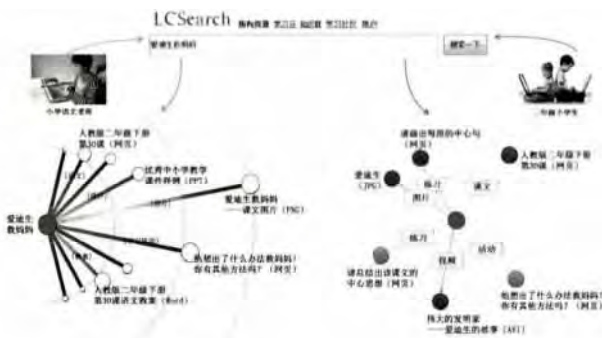 LCSearch
学习社区
爱迪生救妈妈
搜索一下
小学语文老师
二年级小学生
人教版二年级下册
第30课（网页）
优秀中小学教学
课件样例（PPT）
爱迪生救妈妈
——课文图片（PNG）
爱迪生
救妈妈
他想出了什么办法救妈妈？
你有其他方法吗？（网页）
人教版二年级下册
第30课语文教案（Word）
请画出每段的中心句
（网页）
人教版二年级下册
第30课（网页）
爱迪生
（JPG）
练习
课文
图片
练习
活动
视频
请总结出该课文的
中心思想（网页）
他想出了什么办法救妈妈？
你有其他方法吗？（网页）
伟大的发明家
——爱迪生的故事（AVI）